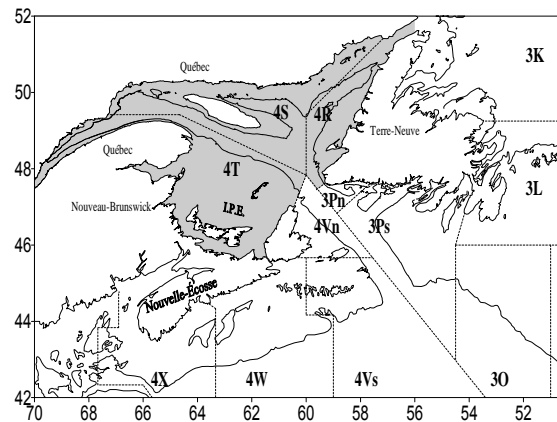 52
50
48
46
44
42
70 68 66 64 62 60 58 56 54 52
Québec
3K
4S
4R
Terre-Neuve
Québec
4T
3L
3Pn
Nouveau-Brunswick
I.P.E.
4Vn
3Ps
Nouvelle-Écosse
4X
4W
4Vs
3O